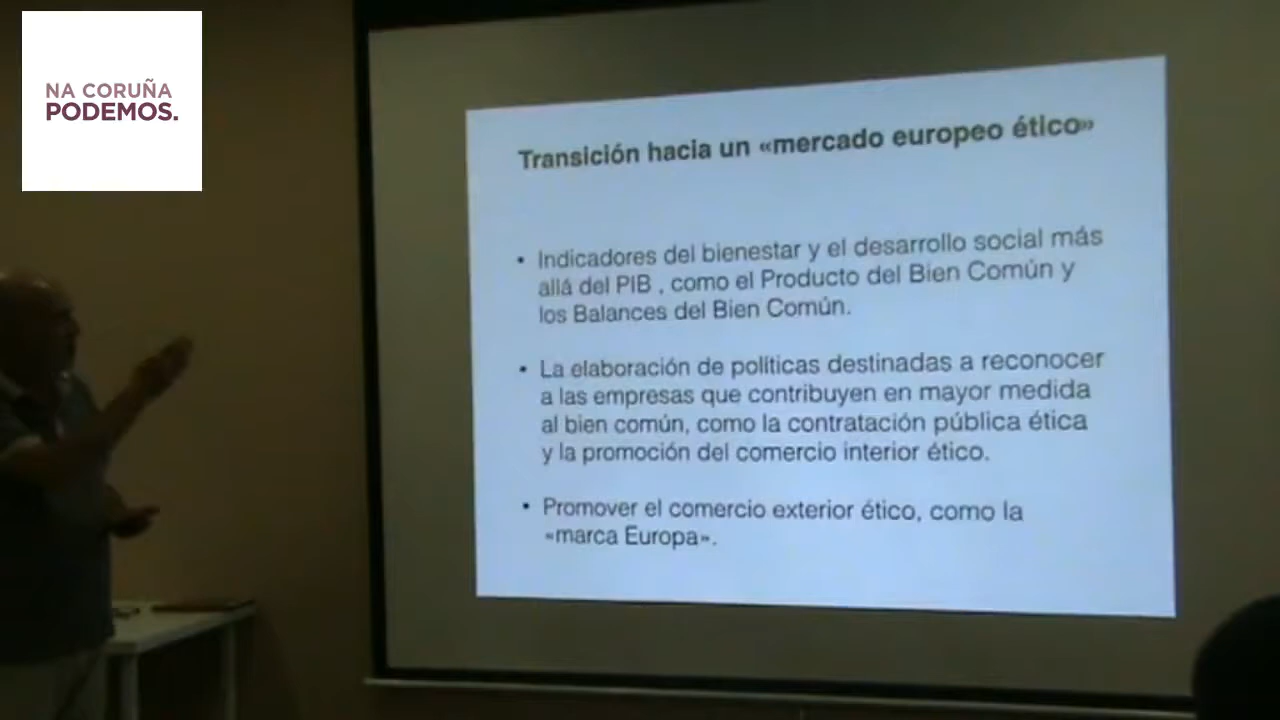 NA CORUÑA
PODEMOS.
Transición hacia un «mercado europeo ético»
• Indicadores del bienestar y el desarrollo social más
allá del PIB , como el Producto del Bien Común y
los Balances del Bien Común.
• La elaboración de políticas destinadas a reconocer
a las empresas que contribuyen en mayor medida
al bien común, como la contratación pública ética
y la promoción del comercio interior ético.
• Promover el comercio exterior ético, como la
«marca Europa».